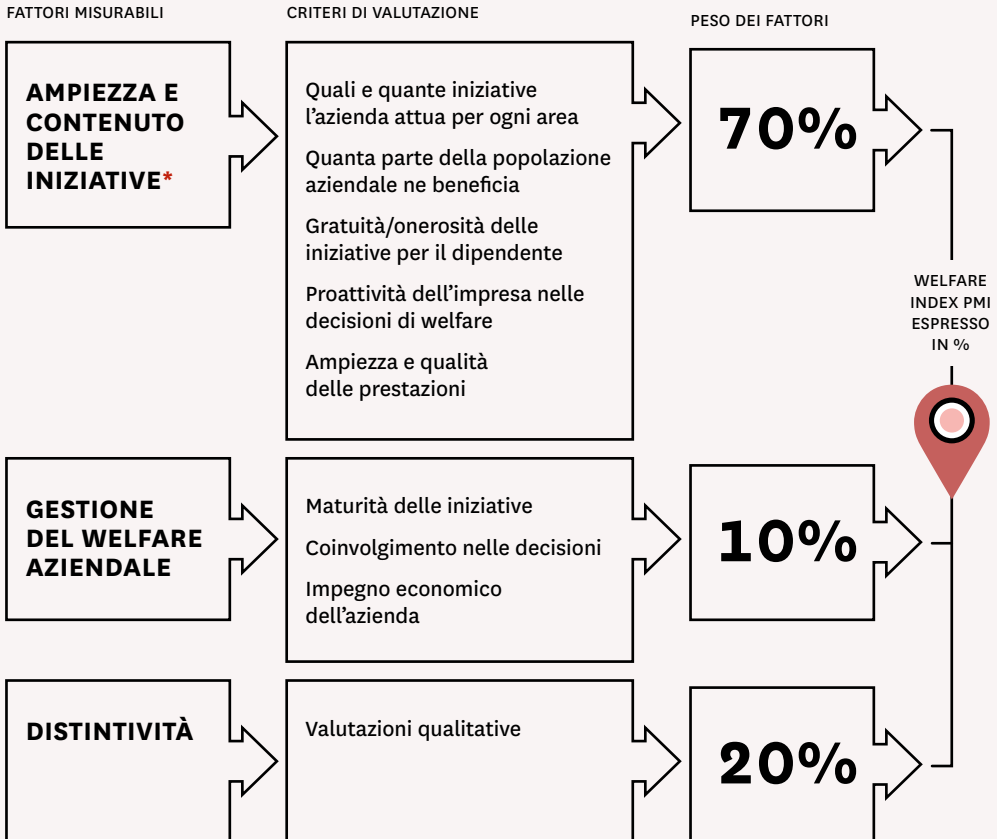 FATTORI MISURABILI
CRITERI DI VALUTAZIONE
PESO DEI FATTORI
AMPIEZZA E
CONTENUTO
DELLE
INIZIATIVE*
Quali e quante iniziative
l’azienda attua per ogni area
Quanta parte della popolazione
aziendale ne beneficia
Gratuità/onerosità delle
iniziative per il dipendente
Proattività dell’impresa nelle
decisioni di welfare
Ampiezza e qualità
delle prestazioni
70%
WELFARE
INDEX PMI
ESPRESSO
IN %
GESTIONE
DEL WELFARE
AZIENDALE
Maturità delle iniziative
Coinvolgimento nelle decisioni
Impegno economico
dell’azienda
10%
DISTINTIVITÀ
Valutazioni qualitative
20%